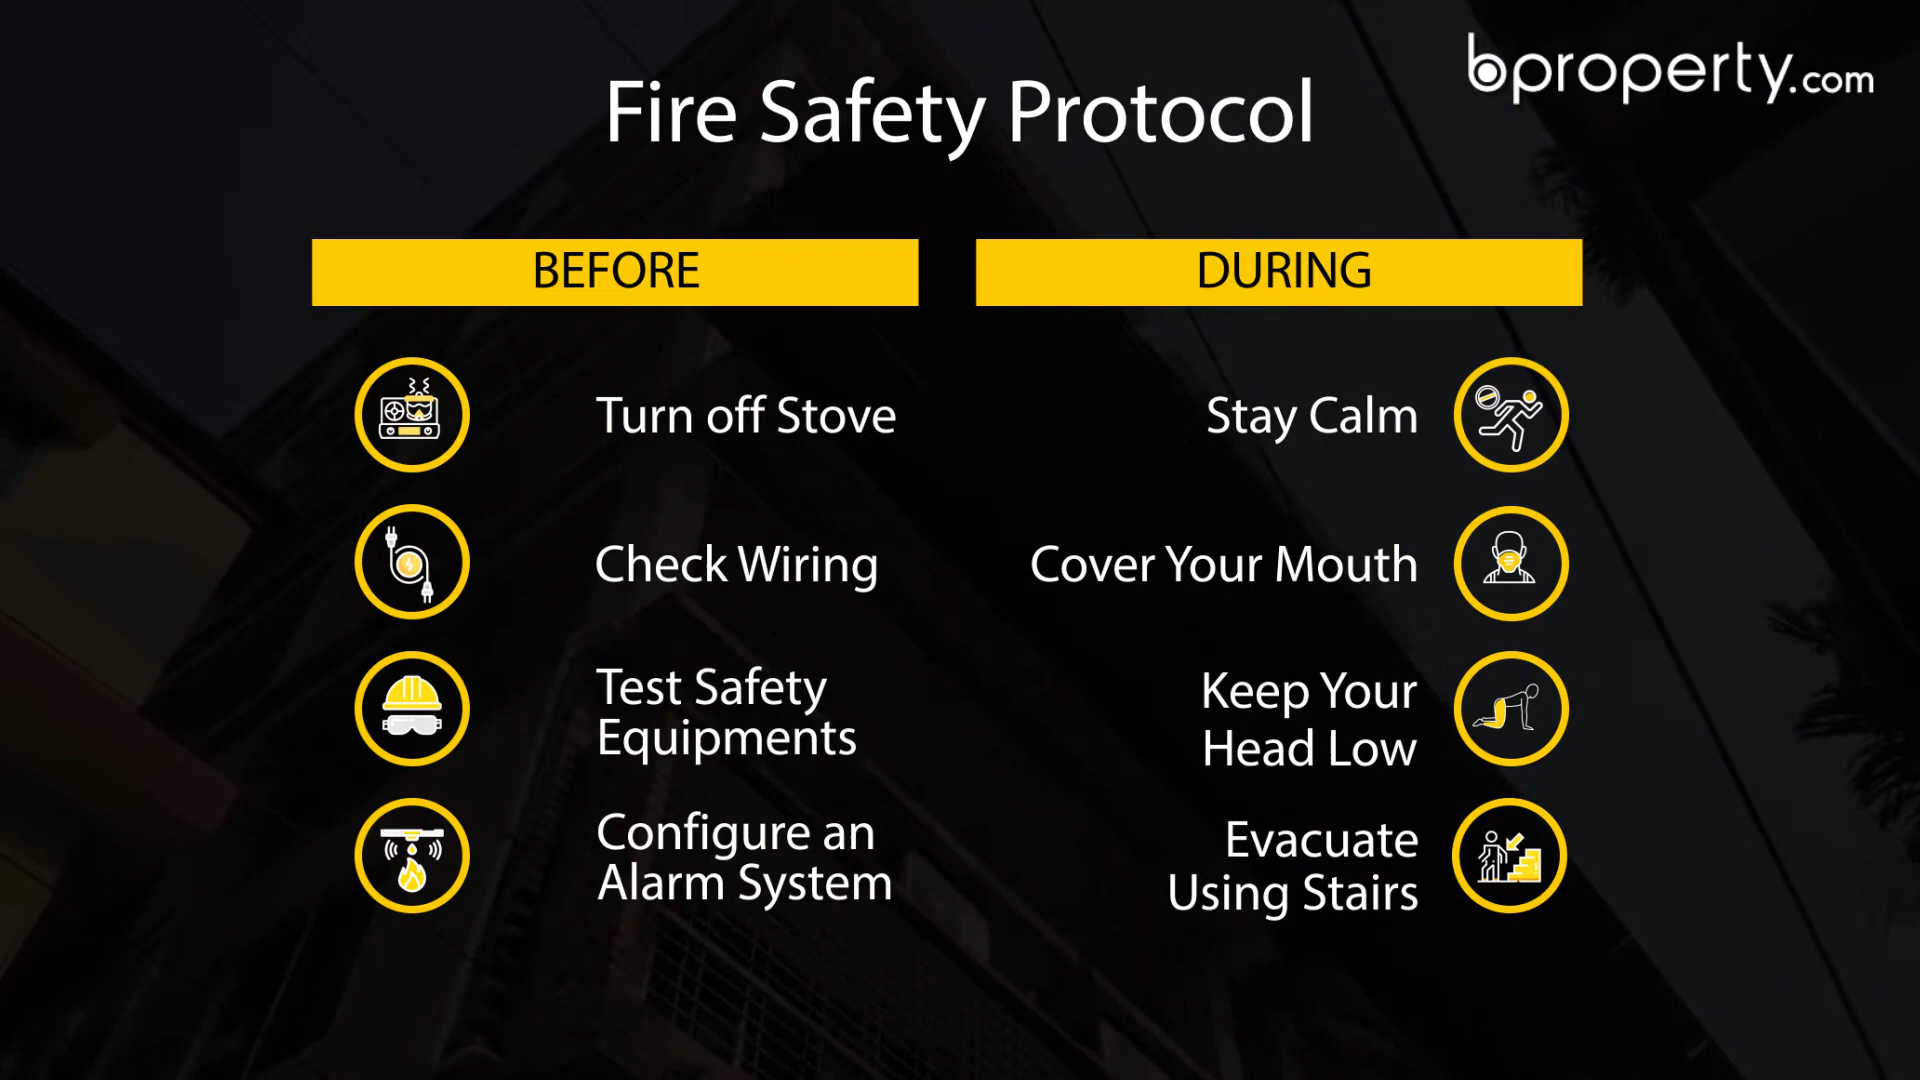 bproperty.com
Fire Safety Protocol
BEFORE
Turn off Stove
Check Wiring
Test Safety
Equipments
Configure an
Alarm System
DURING
Stay Calm
Cover Your Mouth
Keep Your
Head Low
Evacuate
Using Stairs